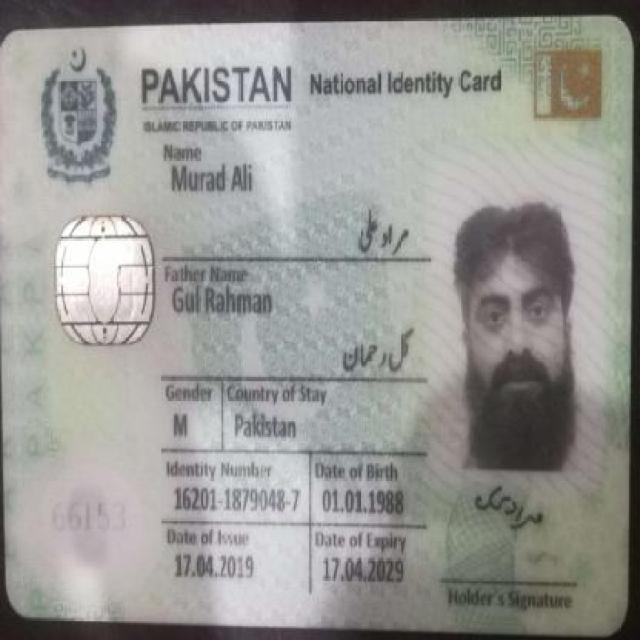 PAKISTAN National Identity Card
ISLAMIC REPUBLIC OF PAKISTAN
Name
Murad Ali
مراد علی
Father Name
Gul Rahman
گل رحمان
Gender Country of Stay
M Pakistan
Identity Number Date of Birth
16201-1879048-7 01.01.1988
Date of Issue Date of Expiry
17.04.2019 17.04.2029
66153
Holder's Signature